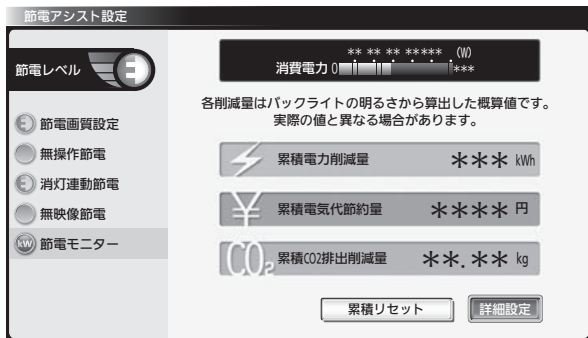 節電アシスト設定
節電レベル
** ** ** ***** (W)
消費電力 0 ***
各削減量はバックライトの明るさから算出した概算値です。
実際の値と異なる場合があります。
節電画質設定
無操作節電
消灯連動節電
無映像節電
kW 節電モニター
累積電力削減量 *** kWh
¥ 累積電気代節約量 **** 円
CO2 累積CO2排出削減量 **.** kg
累積リセット 詳細設定